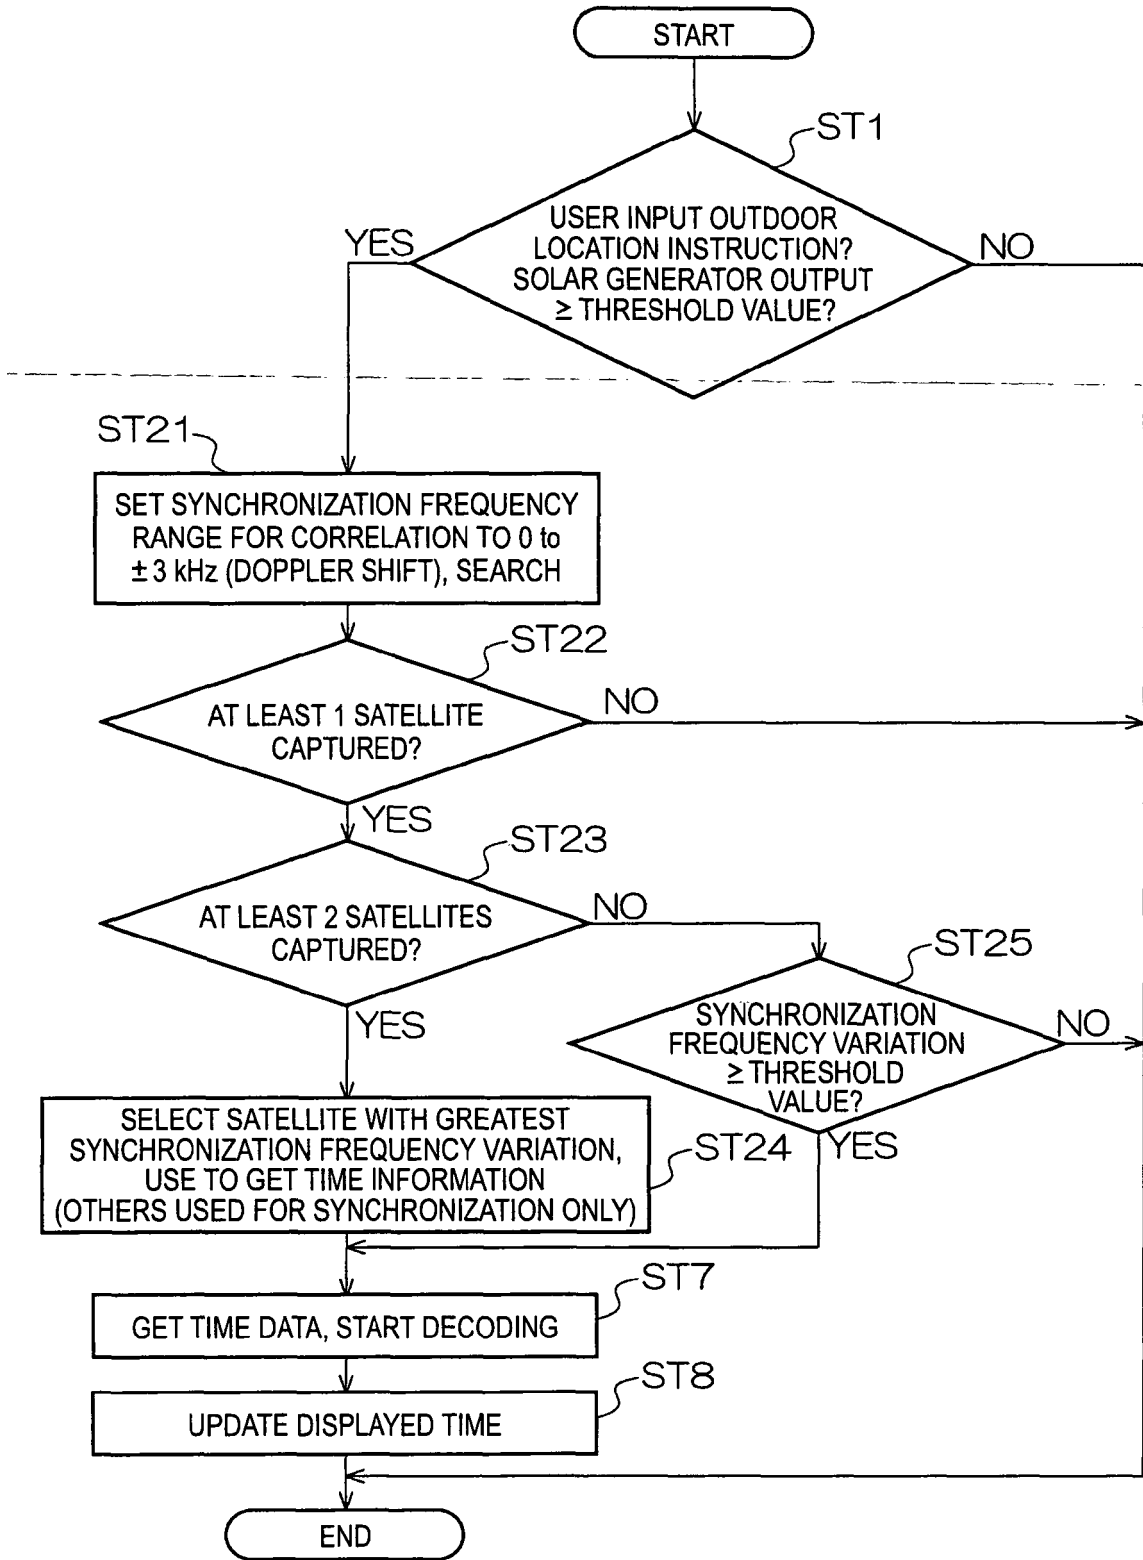 START
ST1
USER INPUT OUTDOOR
LOCATION INSTRUCTION?
SOLAR GENERATOR OUTPUT
≥ THRESHOLD VALUE?
YES
NO
ST21
SET SYNCHRONIZATION FREQUENCY
RANGE FOR CORRELATION TO 0 to
± 3 kHz (DOPPLER SHIFT), SEARCH
ST22
AT LEAST 1 SATELLITE
CAPTURED?
NO
YES
ST23
AT LEAST 2 SATELLITES
CAPTURED?
NO
YES
ST25
SYNCHRONIZATION
FREQUENCY VARIATION
≥ THRESHOLD
VALUE?
NO
YES
SELECT SATELLITE WITH GREATEST
SYNCHRONIZATION FREQUENCY VARIATION,
USE TO GET TIME INFORMATION
(OTHERS USED FOR SYNCHRONIZATION ONLY)
ST24
ST7
GET TIME DATA, START DECODING
ST8
UPDATE DISPLAYED TIME
END